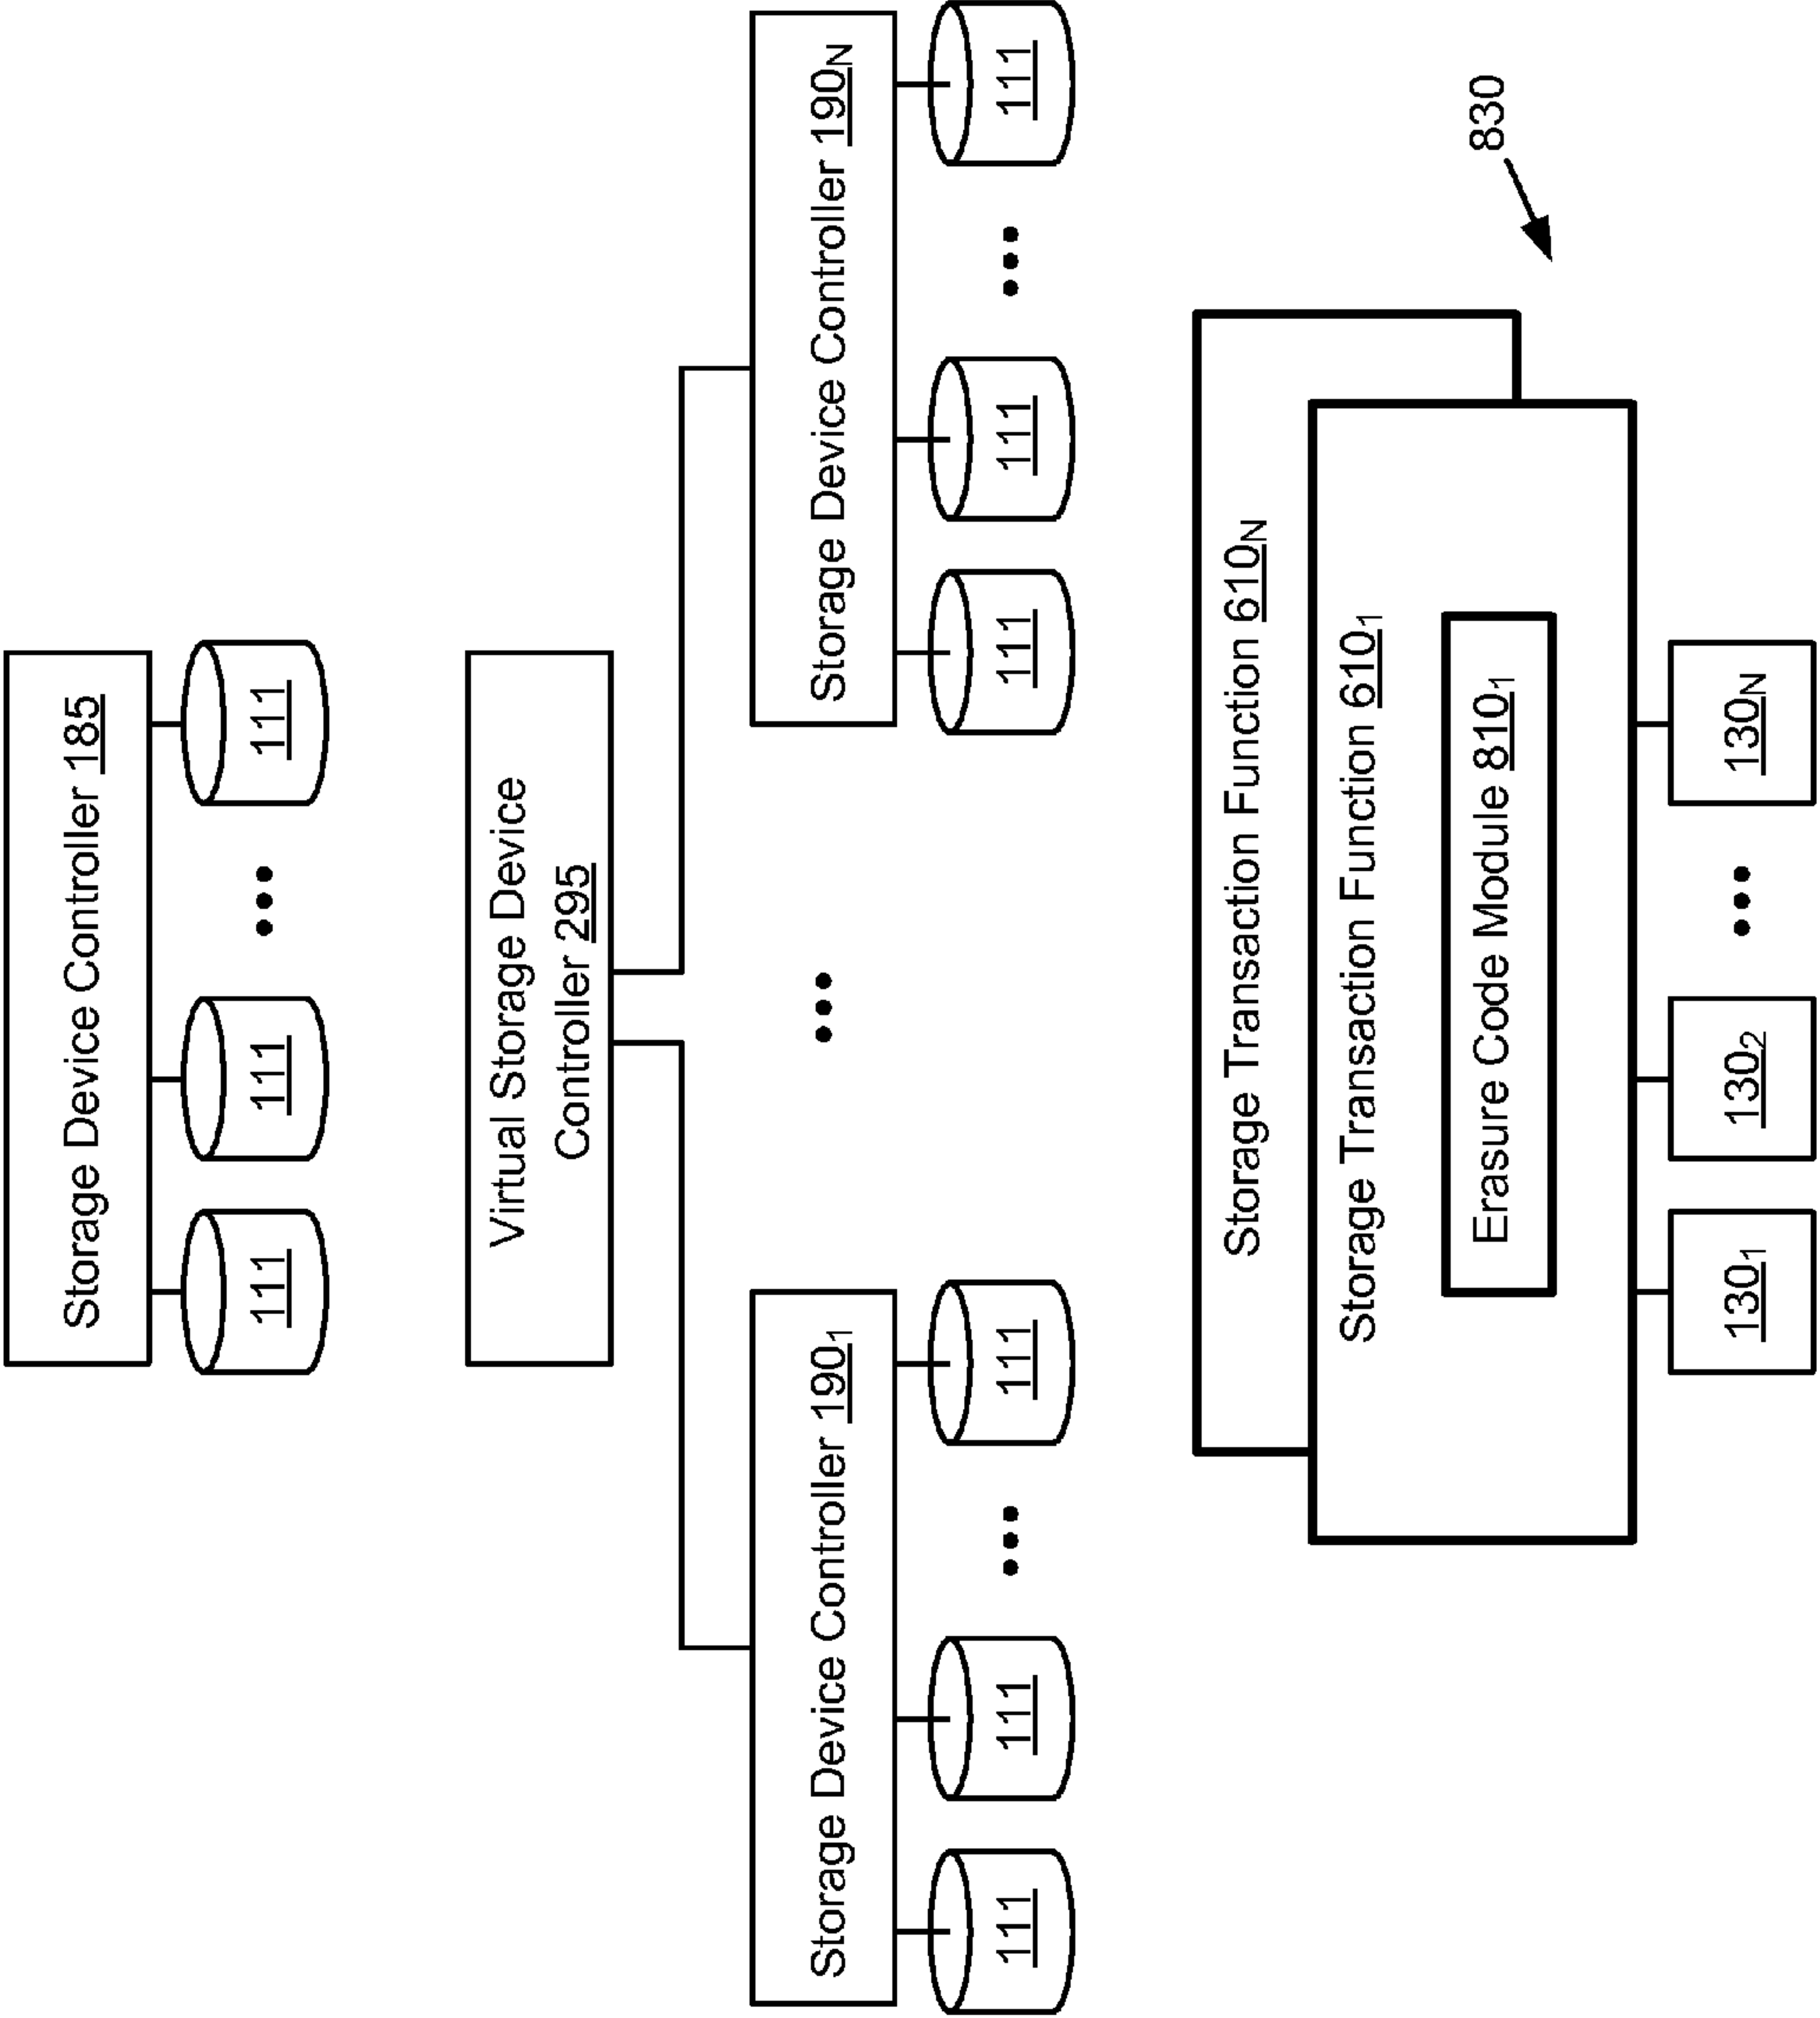 Storage Device Controller 185
111
111
•••
111
Virtual Storage Device
Controller 295
•••
Storage Device Controller 190₁
111
111
•••
111
Storage Device Controller 190N
111
111
•••
111
830
Storage Transaction Function 610N
Storage Transaction Function 610₁
Erasure Code Module 810₁
130₁
130₂
•••
130N